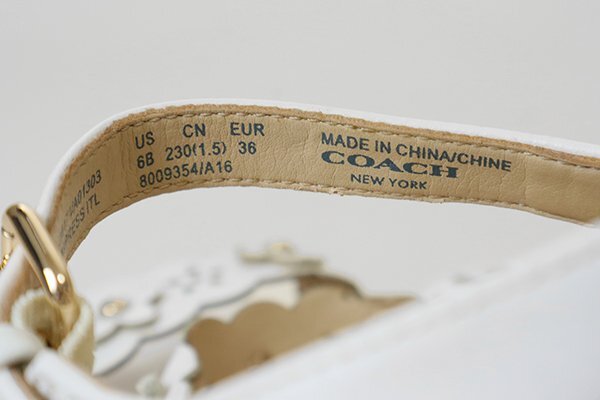 US CN EUR
6B 230(1.5) 36
8009354/A16
MADE IN CHINA/CHINE
COACH
NEW YORK